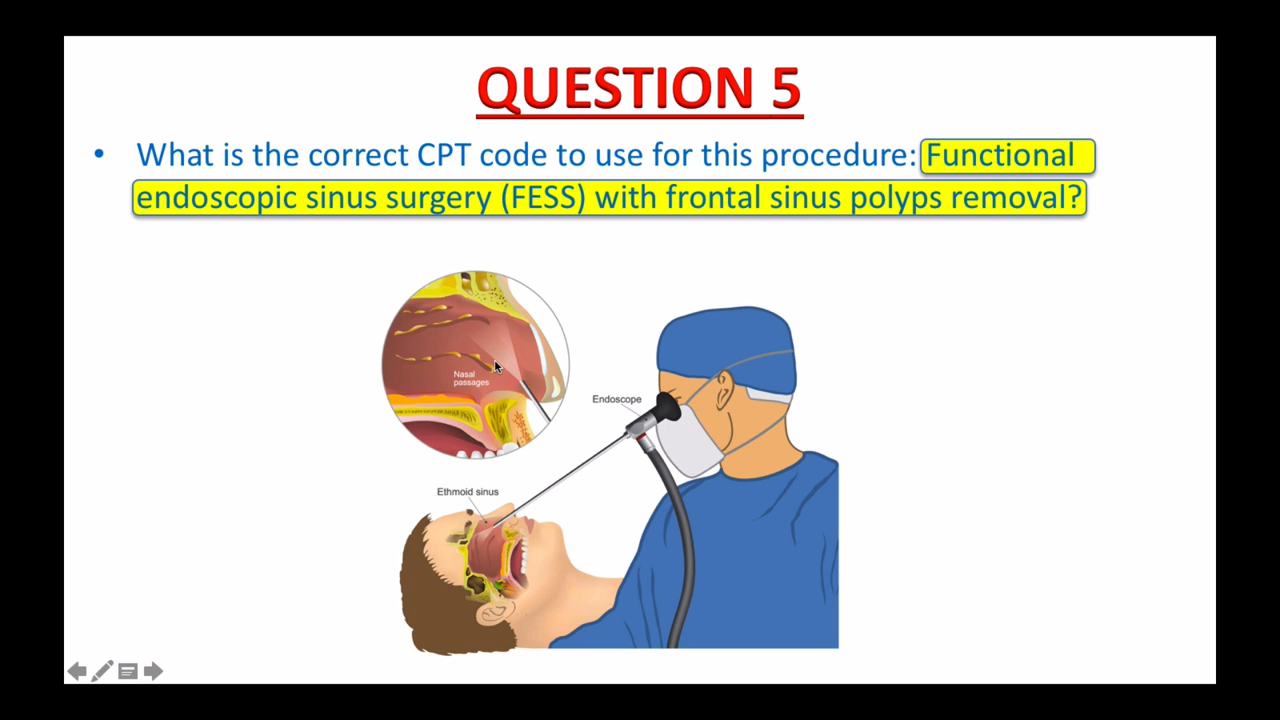 QUESTION 5
• What is the correct CPT code to use for this procedure: Functional
endoscopic sinus surgery (FESS) with frontal sinus polyps removal?
Nasal
passages
Endoscope
Ethmoid sinus